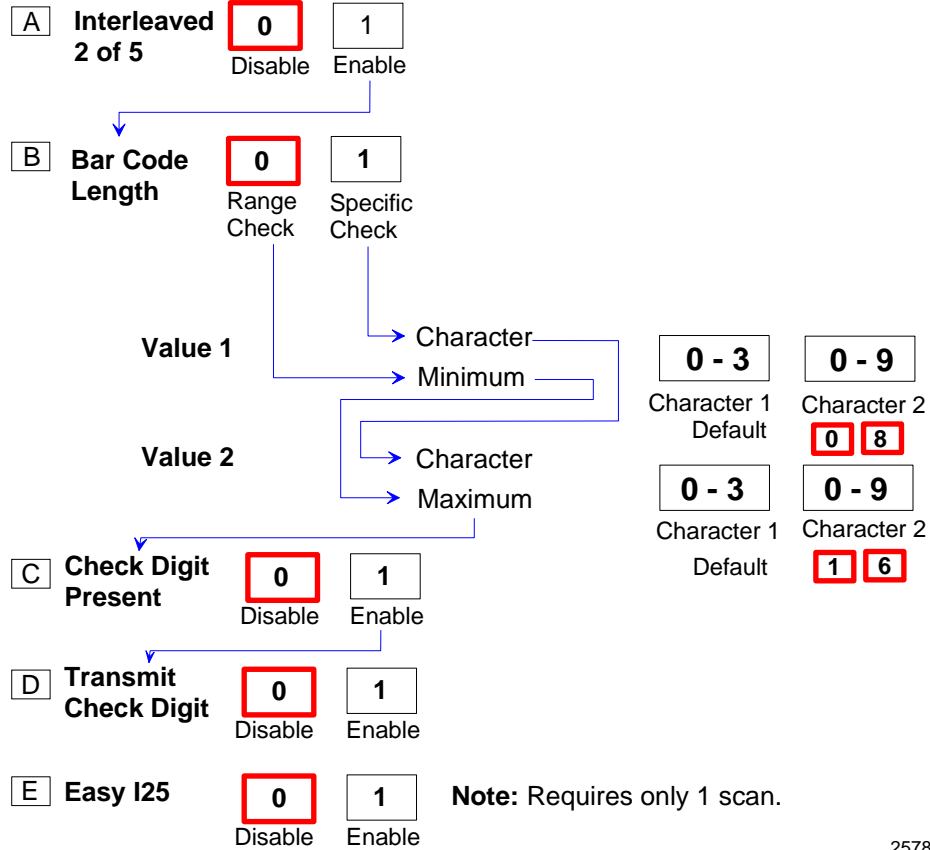 A Interleaved 0 1
2 of 5
Disable Enable
B Bar Code 0 1
Length
Range Specific
Check Check
Value 1 Character
Minimum
0 - 3 0 - 9
Character 1 Character 2
Default 0 8
Value 2 Character
Maximum
0 - 3 0 - 9
Character 1 Character 2
Default 1 6
C Check Digit 0 1
Present
Disable Enable
D Transmit 0 1
Check Digit
Disable Enable
E Easy I25 0 1 Note: Requires only 1 scan.
Disable Enable
2578